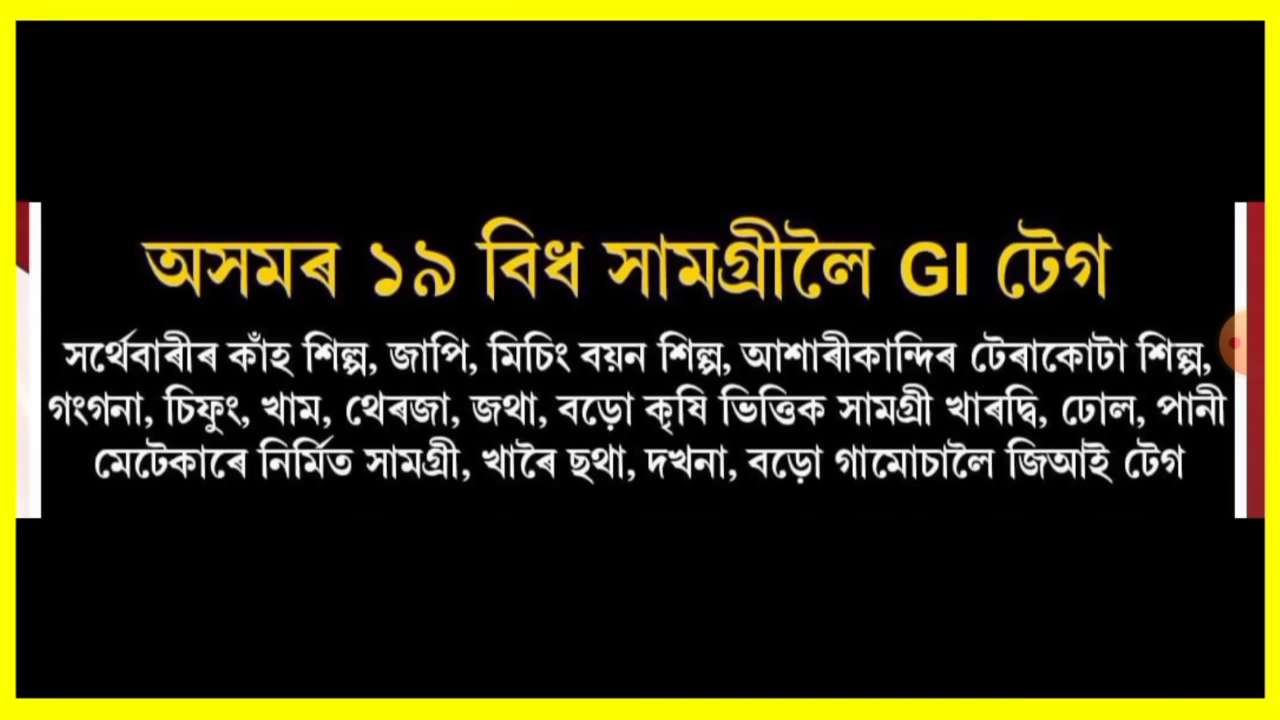 অসমৰ ১৯ বিধ সামগ্ৰীলৈ GI টেগ
সৰ্থেবাৰীৰ কাঁহ শিল্প, জাপি, মিচিং বয়ন শিল্প, আশাৰীকান্দিৰ টেৰাকোটা শিল্প,
গংগনা, চিফুং, খাম, থেৰজা, জথা, বড়ো কৃষি ভিত্তিক সামগ্ৰী খাৰদ্বি, ঢোল, পানী
মেটেকাৰে নিৰ্মিত সামগ্ৰী, খাৰৈ ছথা, দখনা, বড়ো গামোচালৈ জিআই টেগ